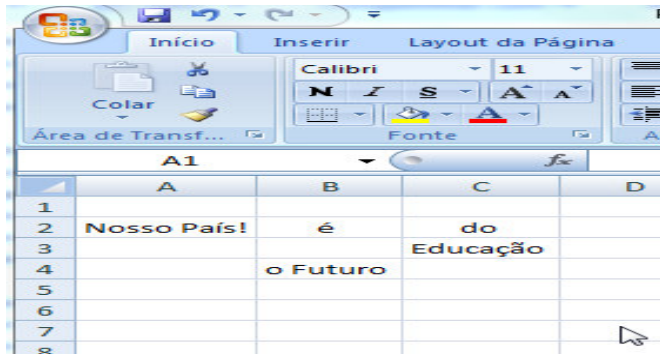 Início Inserir Layout da Página
Calibri 11
Colar N I S A A
A
Área de Transf... Fonte
A1 fx
A B C D
1
2 Nosso País! é do
3 Educação
4 o Futuro
5
6
7
8